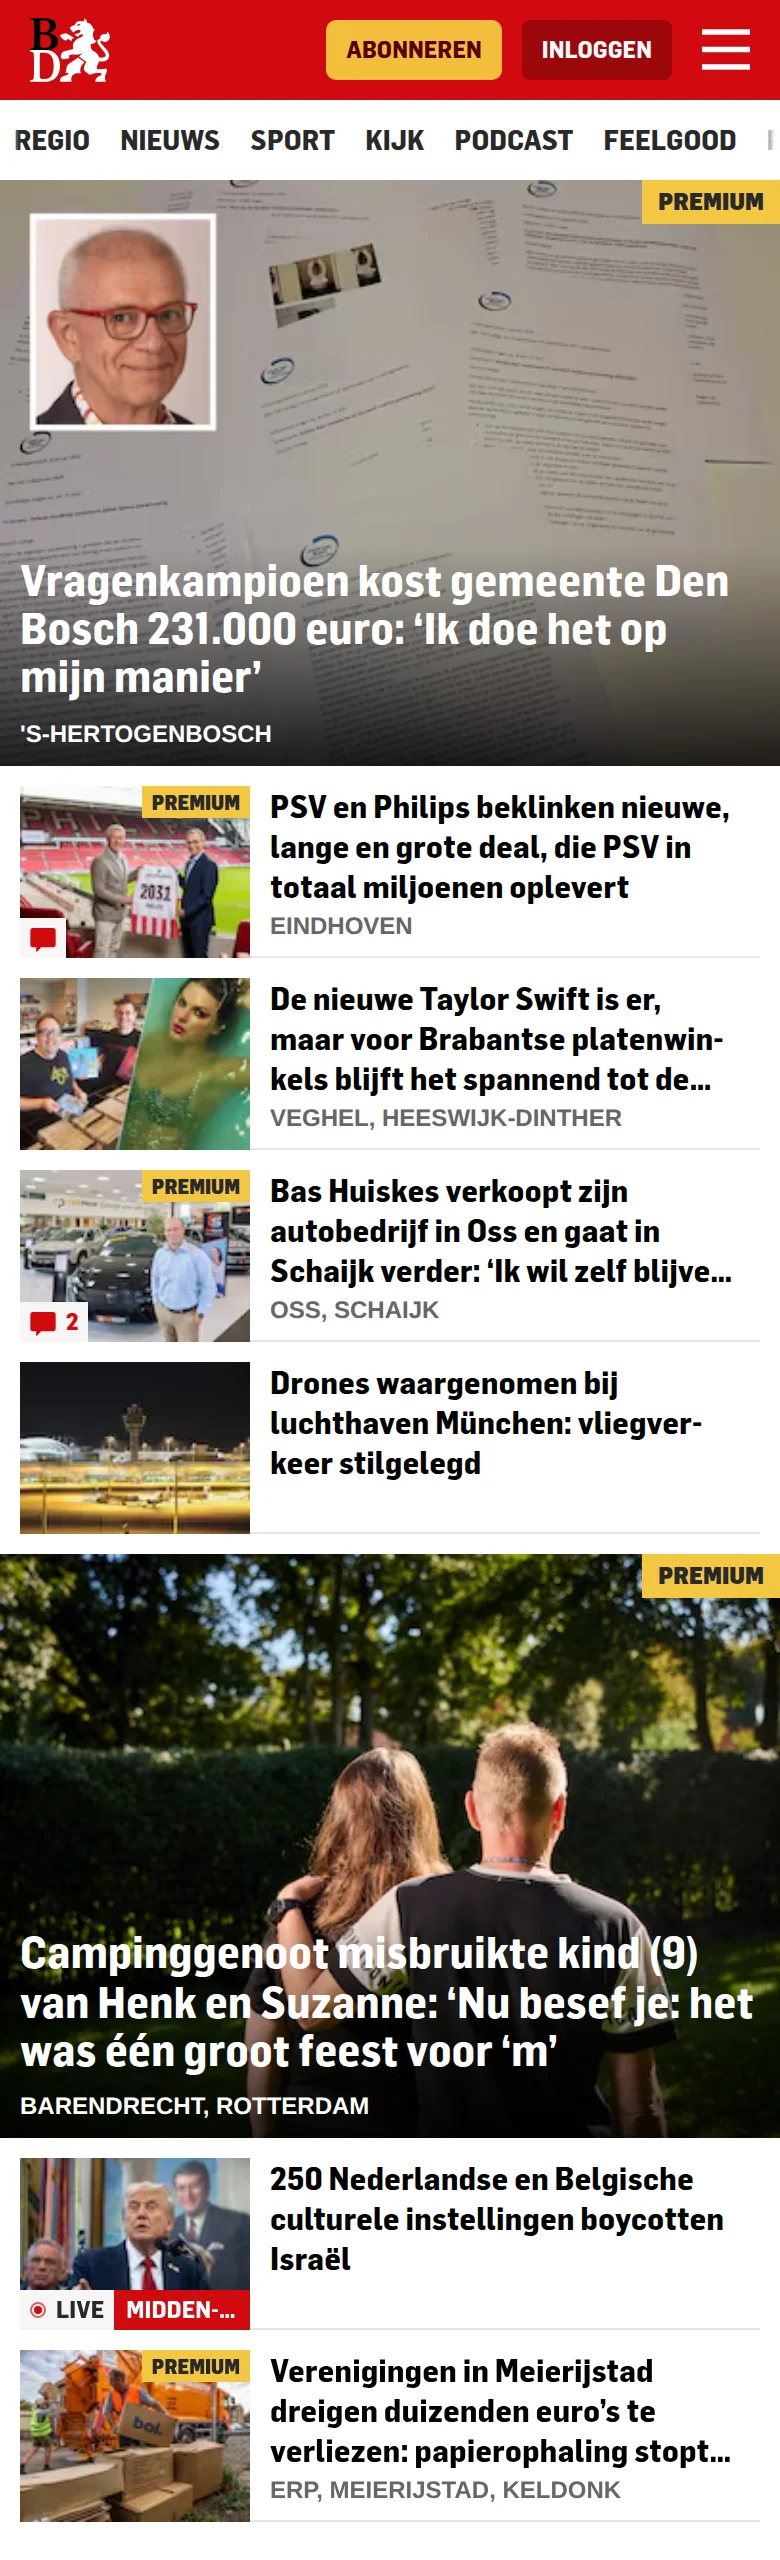 B
D
ABONNEREN
INLOGGEN
REGIO NIEUWS SPORT KIJK PODCAST FEELGOOD
PREMIUM
Vragenkampioen kost gemeente Den
Bosch 231.000 euro: ‘Ik doe het op
mijn manier’
'S-HERTOGENBOSCH
PREMIUM
2031
PSV en Philips beklinken nieuwe,
lange en grote deal, die PSV in
totaal miljoenen oplevert
EINDHOVEN
De nieuwe Taylor Swift is er,
maar voor Brabantse platenwin-
kels blijft het spannend tot de...
VEGHEL, HEESWIJK-DINTHER
PREMIUM
2
Bas Huiskes verkoopt zijn
autobedrijf in Oss en gaat in
Schaijk verder: ‘Ik wil zelf blijve...
OSS, SCHAIJK
Drones waargenomen bij
luchthaven München: vliegver-
keer stilgelegd
PREMIUM
Campinggenoot misbruikte kind (9)
van Henk en Suzanne: ‘Nu besef je: het
was één groot feest voor ‘m’
BARENDRECHT, ROTTERDAM
LIVE MIDDEN-...
250 Nederlandse en Belgische
culturele instellingen boycotten
Israël
PREMIUM
bol.
Verenigingen in Meierijstad
dreigen duizenden euro’s te
verliezen: papierophaling stopt...
ERP, MEIERIJSTAD, KELDONK